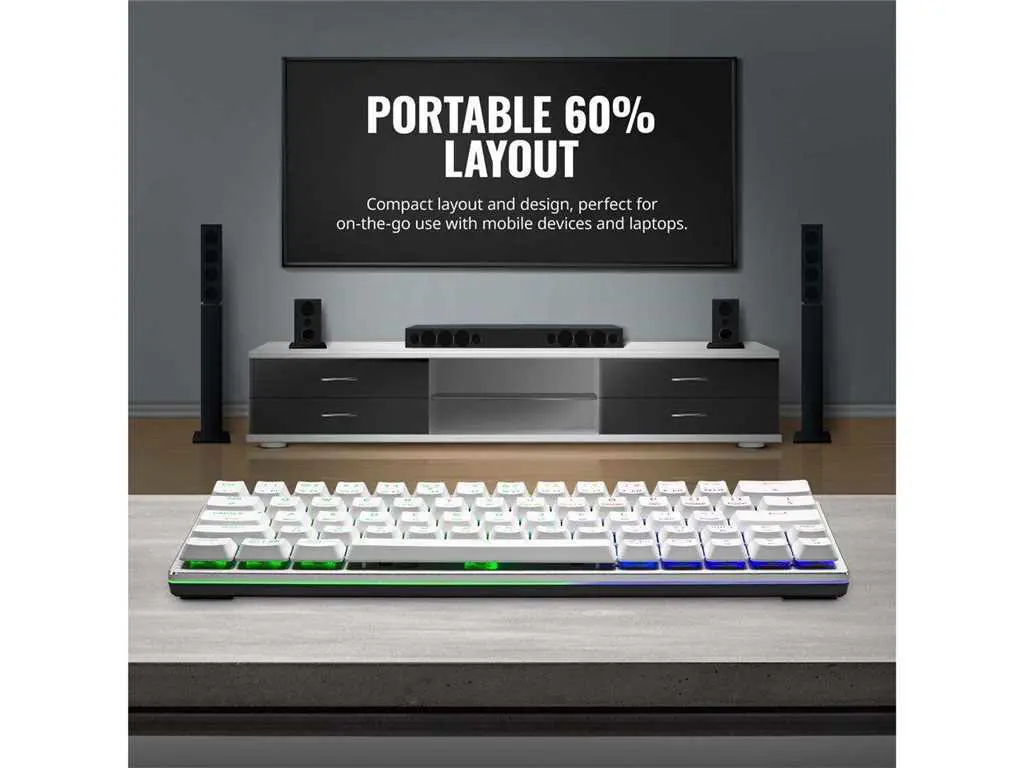 PORTABLE 60%
LAYOUT
Compact layout and design, perfect for
on-the-go use with mobile devices and laptops.